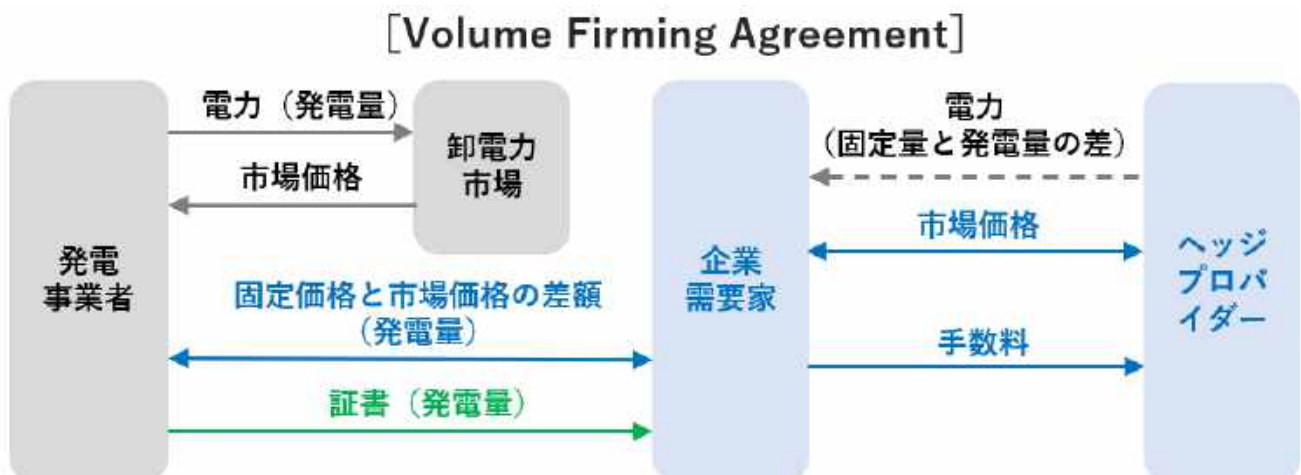 [Volume Firming Agreement]
電力（発電量）
市場価格
卸電力
市場
発電
事業者
固定価格と市場価格の差額
（発電量）
証書（発電量）
企業
需要家
電力
（固定量と発電量の差）
市場価格
手数料
ヘッジ
プロバ
イダー